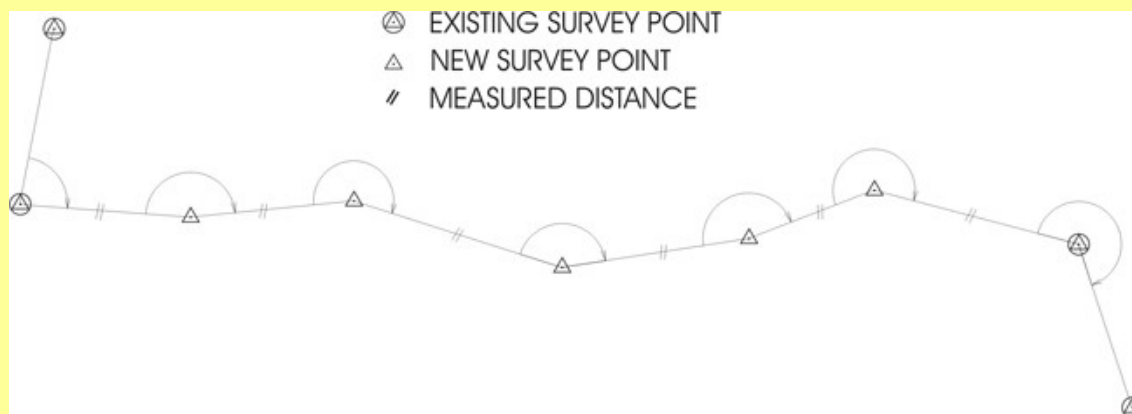 EXISTING SURVEY POINT
NEW SURVEY POINT
MEASURED DISTANCE